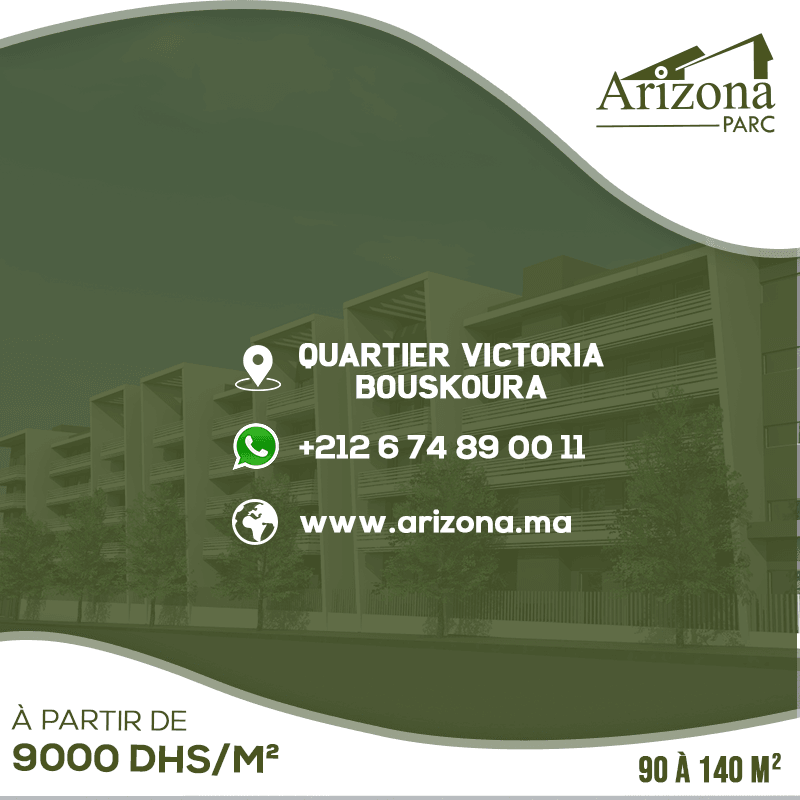 Arizona
PARC
QUARTIER VICTORIA
BOUSKOURA
+212 6 74 89 00 11
www.arizona.ma
À PARTIR DE
9000 DHS/M²
90 À 140 M²